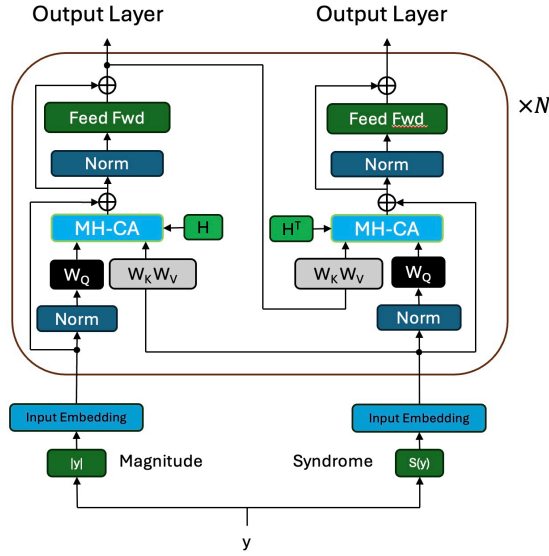 Output Layer
Output Layer
×N
Feed Fwd
Feed Fwd
Norm
Norm
MH-CA
H
Hᵀ
MH-CA
W_Q
W_K W_V
W_K W_V
W_Q
Norm
Norm
Input Embedding
Input Embedding
|y|
Magnitude
Syndrome
S(y)
y